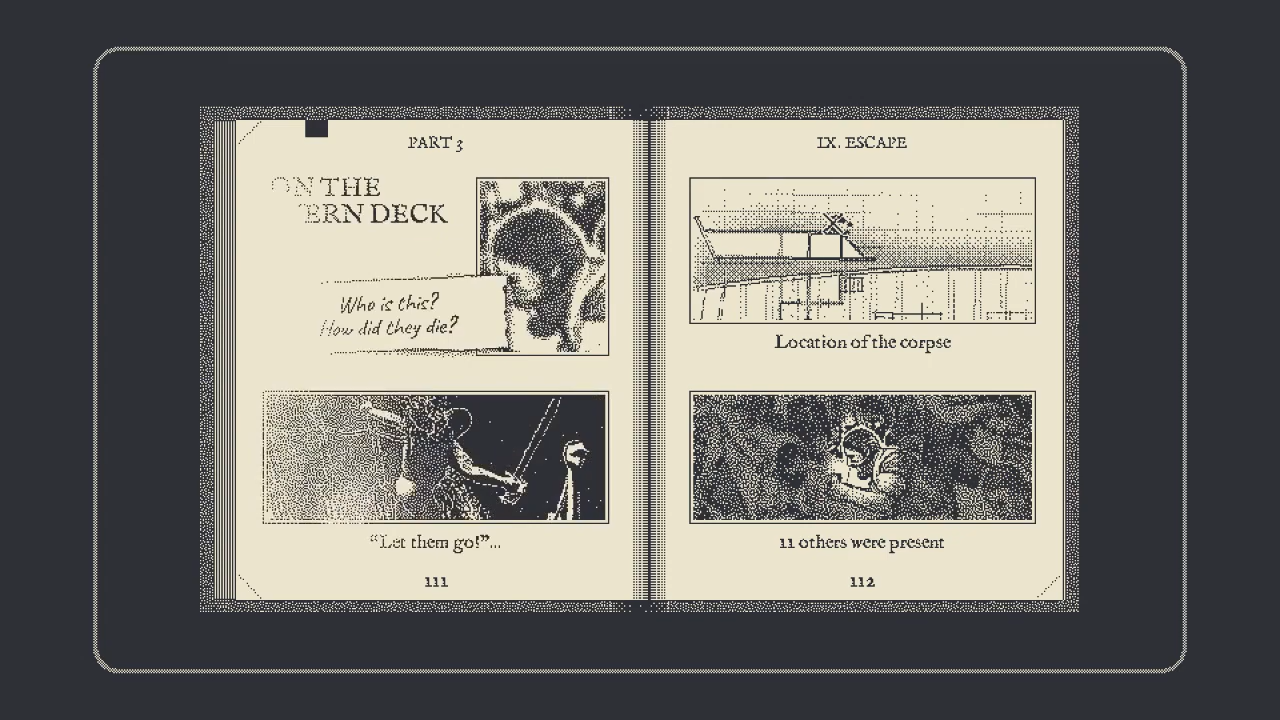 PART 3
ON THE
ERN DECK
Who is this?
How did they die?
“Let them go!”...
111
IX. ESCAPE
Location of the corpse
11 others were present
112